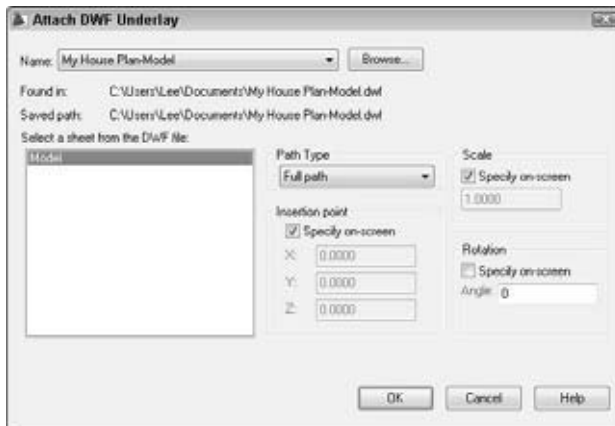 Attach DWF Underlay
Name: My House Plan-Model Browse...
Found in: C:\Users\Lee\Documents\My House Plan-Model.dwf
Saved path: C:\Users\Lee\Documents\My House Plan-Model.dwf
Select a sheet from the DWF file:
Model
Path Type
Full path
Insertion point
Specify on-screen
X: 0.0000
Y: 0.0000
Z: 0.0000
Scale
Specify on-screen
1.0000
Rotation
Specify on-screen
Angle: 0
OK Cancel Help